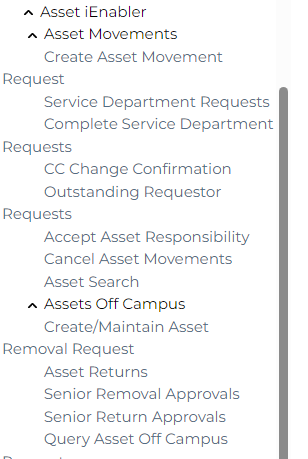 Asset iEnabler
Asset Movements
Create Asset Movement
Request
Service Department Requests
Complete Service Department
Requests
CC Change Confirmation
Outstanding Requestor
Requests
Accept Asset Responsibility
Cancel Asset Movements
Asset Search
Assets Off Campus
Create/Maintain Asset
Removal Request
Asset Returns
Senior Removal Approvals
Senior Return Approvals
Query Asset Off Campus